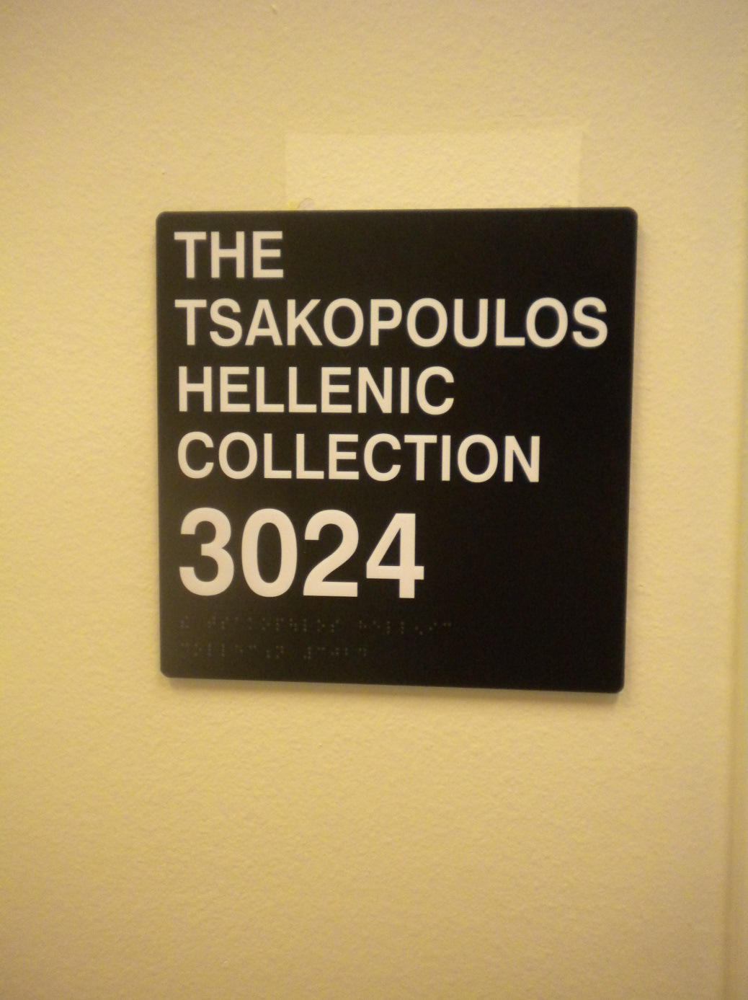 THE
TSAKOPOULOS
HELLENIC
COLLECTION
3024